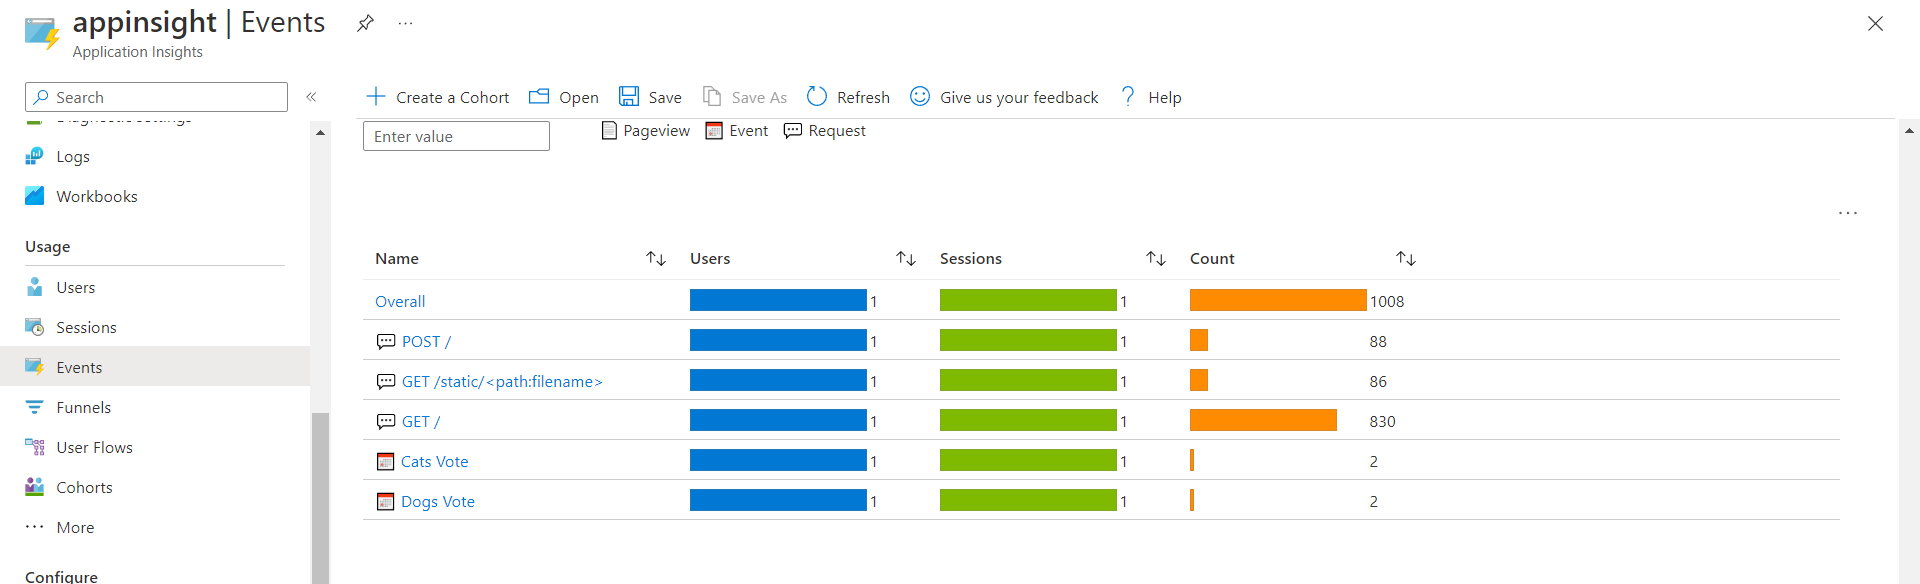 appinsight | Events
Application Insights
Search
Create a Cohort Open Save Save As Refresh Give us your feedback Help
Diagnostic settings
Logs
Workbooks
Usage
Users
Sessions
Events
Funnels
User Flows
Cohorts
More
Configure
Enter value
Pageview Event Request
Name Users Sessions Count
Overall 1 1 1008
POST / 1 1 88
GET /static/<path:filename> 1 1 86
GET / 1 1 830
Cats Vote 1 1 2
Dogs Vote 1 1 2